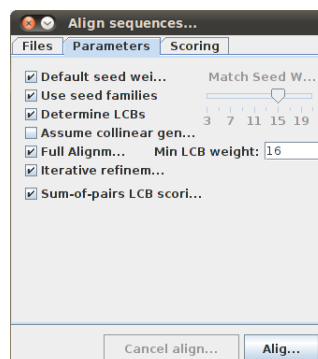 Align sequences...
Files Parameters Scoring
Default seed wei... Match Seed W...
Use seed families
Determine LCBs
3 7 11 15 19
Assume collinear gen...
Full Alignm... Min LCB weight: 16
Iterative refinem...
Sum-of-pairs LCB scori...
Cancel align... Alig...